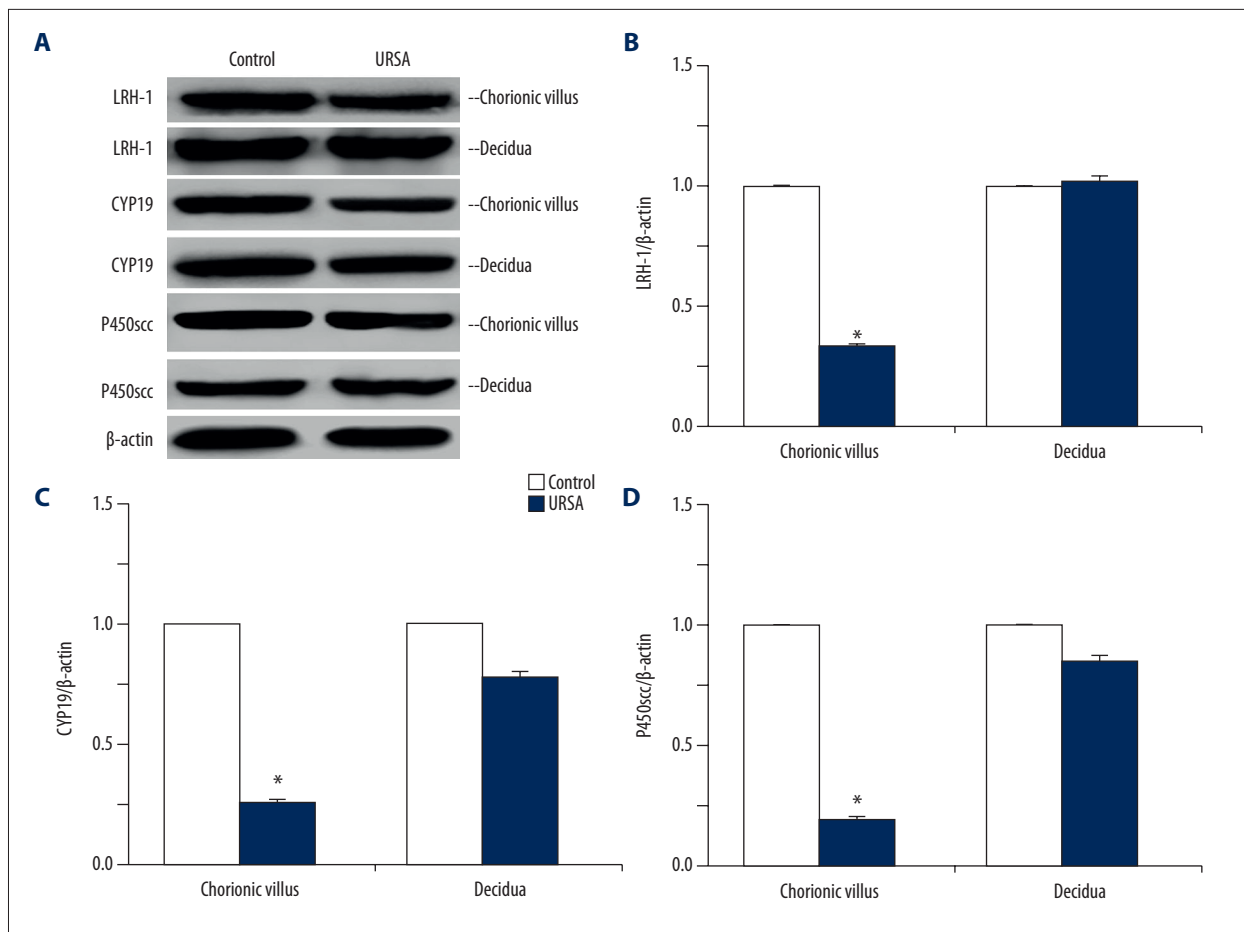 A
Control URSA
LRH-1 --Chorionic villus
LRH-1 --Decidua
CYP19 --Chorionic villus
CYP19 --Decidua
P450scc --Chorionic villus
P450scc --Decidua
β-actin
B
1.5
1.0
0.5
0.0
LRH-1/β-actin
*
Chorionic villus Decidua
Control
URSA
C
1.5
1.0
0.5
0.0
CYP19/β-actin
*
Chorionic villus Decidua
D
1.5
1.0
0.5
0.0
P450scc/β-actin
*
Chorionic villus Decidua